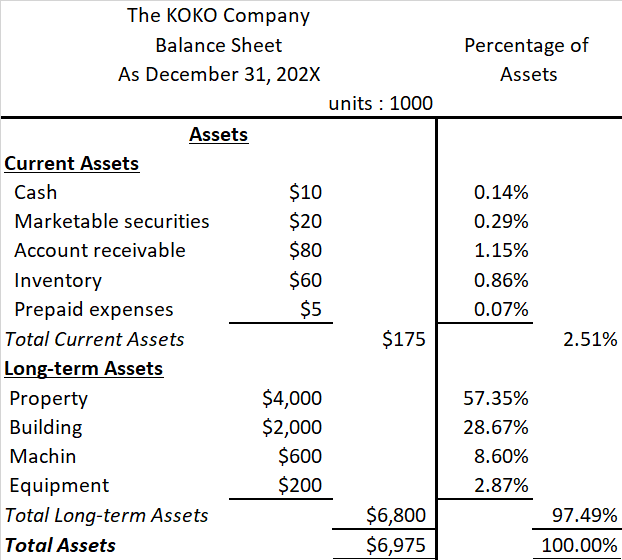 The KOKO Company
Balance Sheet Percentage of
As December 31, 202X Assets
units : 1000
Assets
Current Assets
Cash $10 0.14%
Marketable securities $20 0.29%
Account receivable $80 1.15%
Inventory $60 0.86%
Prepaid expenses $5 0.07%
Total Current Assets $175 2.51%
Long-term Assets
Property $4,000 57.35%
Building $2,000 28.67%
Machin $600 8.60%
Equipment $200 2.87%
Total Long-term Assets $6,800 97.49%
Total Assets $6,975 100.00%